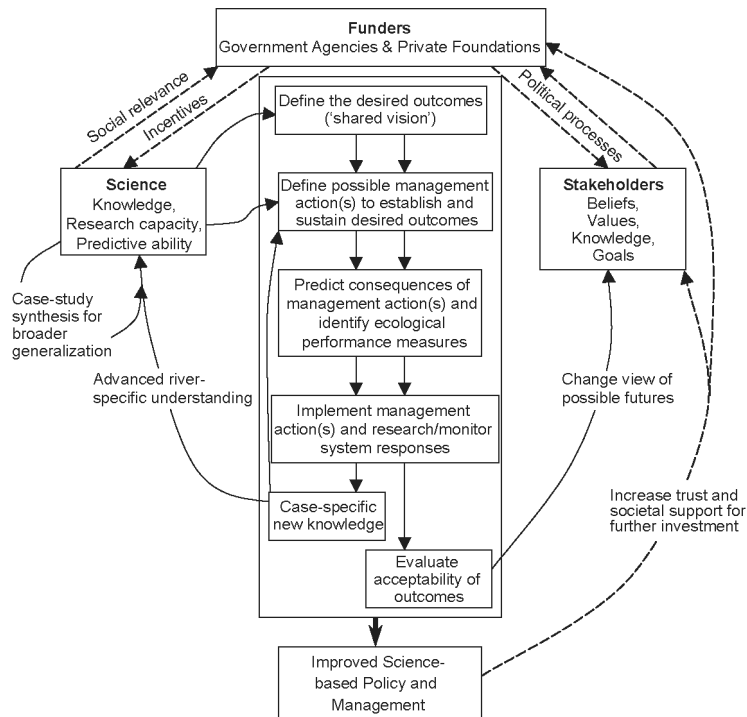 Funders
Government Agencies & Private Foundations
Social relevance
Incentives
Political processes
Define the desired outcomes
(‘shared vision’)
Science
Knowledge,
Research capacity,
Predictive ability
Define possible management
action(s) to establish and
sustain desired outcomes
Stakeholders
Beliefs,
Values,
Knowledge,
Goals
Case-study
synthesis for
broader
generalization
Predict consequences of
management action(s) and
identify ecological
performance measures
Advanced river-
specific understanding
Change view of
possible futures
Implement management
action(s) and research/monitor
system responses
Case-specific
new knowledge
Increase trust and
societal support for
further investment
Evaluate
acceptability of
outcomes
Improved Science-
based Policy and
Management